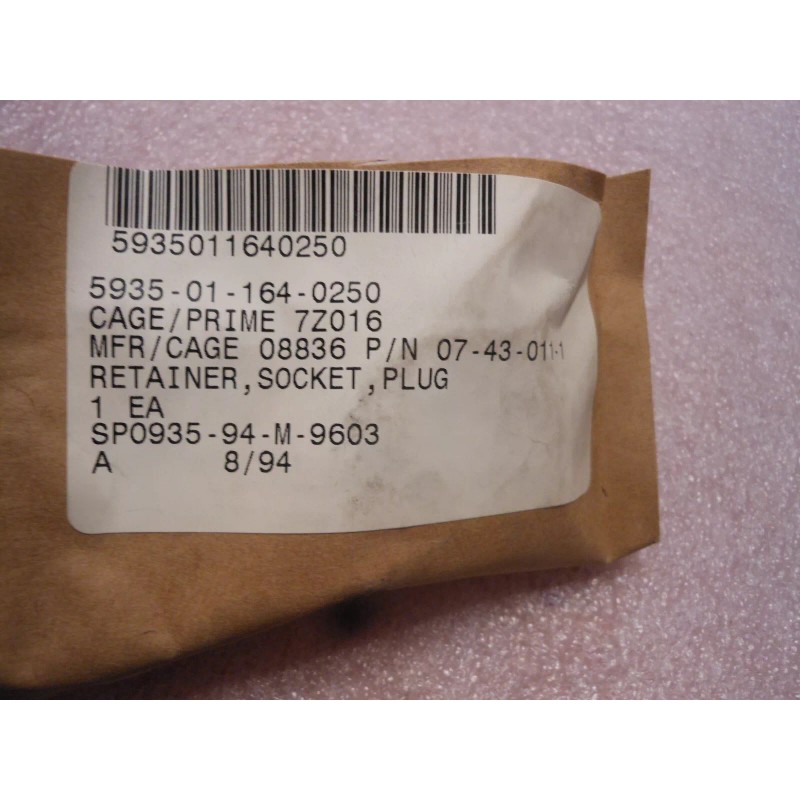 5935011640250
5935-01-164-0250
CAGE/PRIME 7Z016
MFR/CAGE 08836 P/N 07-43-011-1
RETAINER,SOCKET,PLUG
1 EA
SP0935-94-M-9603
A 8/94